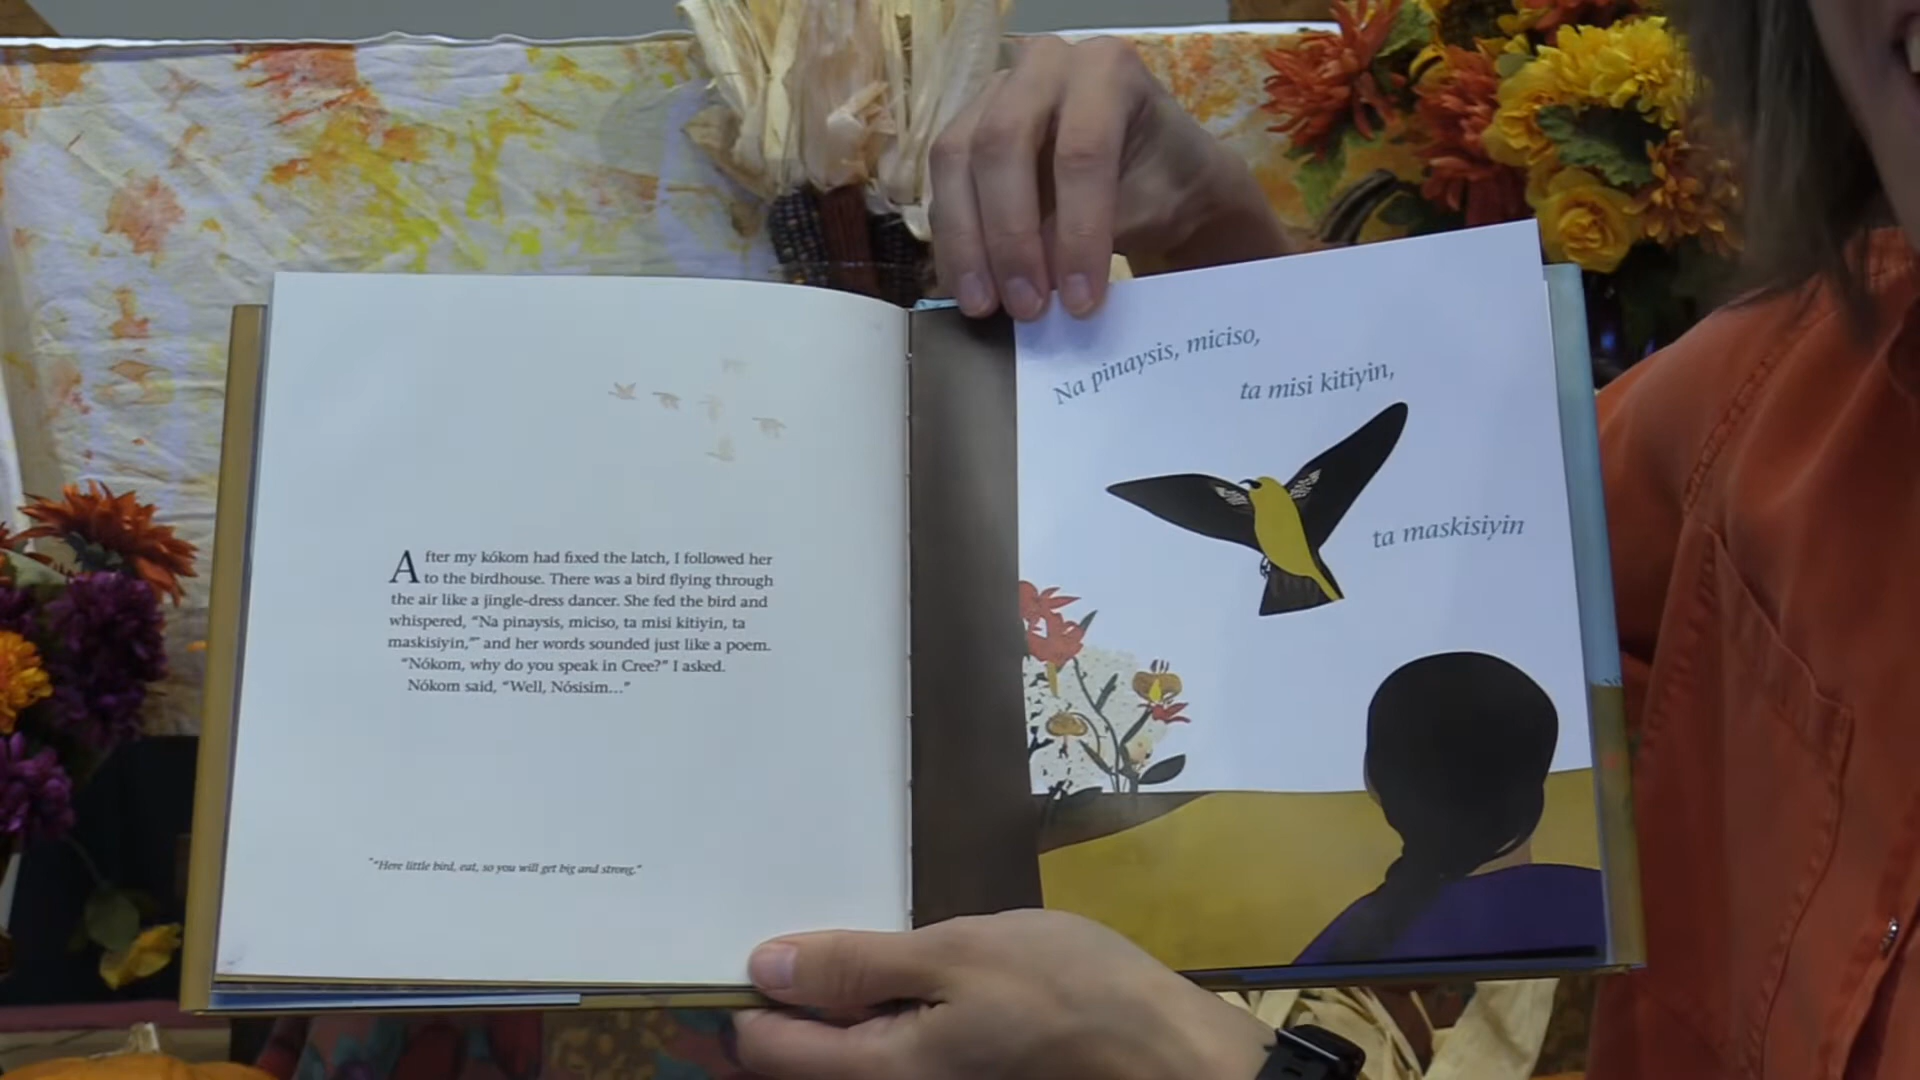 After my kókom had fixed the latch, I followed her
to the birdhouse. There was a bird flying through
the air like a jingle-dress dancer. She fed the bird and
whispered, “Na pinaysis, miciso, ta misi kitiyin, ta
maskisiyin,*” and her words sounded just like a poem.
“Nókom, why do you speak in Cree?” I asked.
Nókom said, “Well, Nósisim...”
*“Here little bird, eat, so you will get big and strong.”
Na pinaysis, miciso,
ta misi kitiyin,
ta maskisiyin